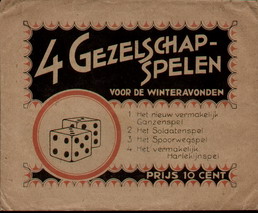 4 GEZELSCHAP-
SPELEN
VOOR DE WINTERAVONDEN
1 Het nieuw vermakelijk
Ganzenspel
2. Het Soldatenspel
3 Het Spoorwegspel
4. Het vermakelijk
Harlekijnspel
PRIJS 10 CENT